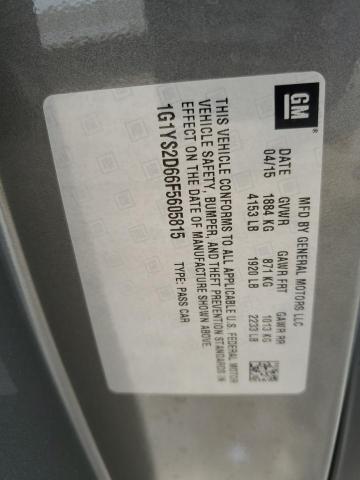 GM
®
MFD BY GENERAL MOTORS LLC
DATE GVWR GAWR FRT GAWR RR
04/15 1884 KG 871 KG 1013 KG
4153 LB 1920 LB 2233 LB
THIS VEHICLE CONFORMS TO ALL APPLICABLE U.S. FEDERAL MOTOR
VEHICLE SAFETY, BUMPER, AND THEFT PREVENTION STANDARDS IN
EFFECT ON THE DATE OF MANUFACTURE SHOWN ABOVE.
1G1YS2D66F5605815 TYPE: PASS CAR